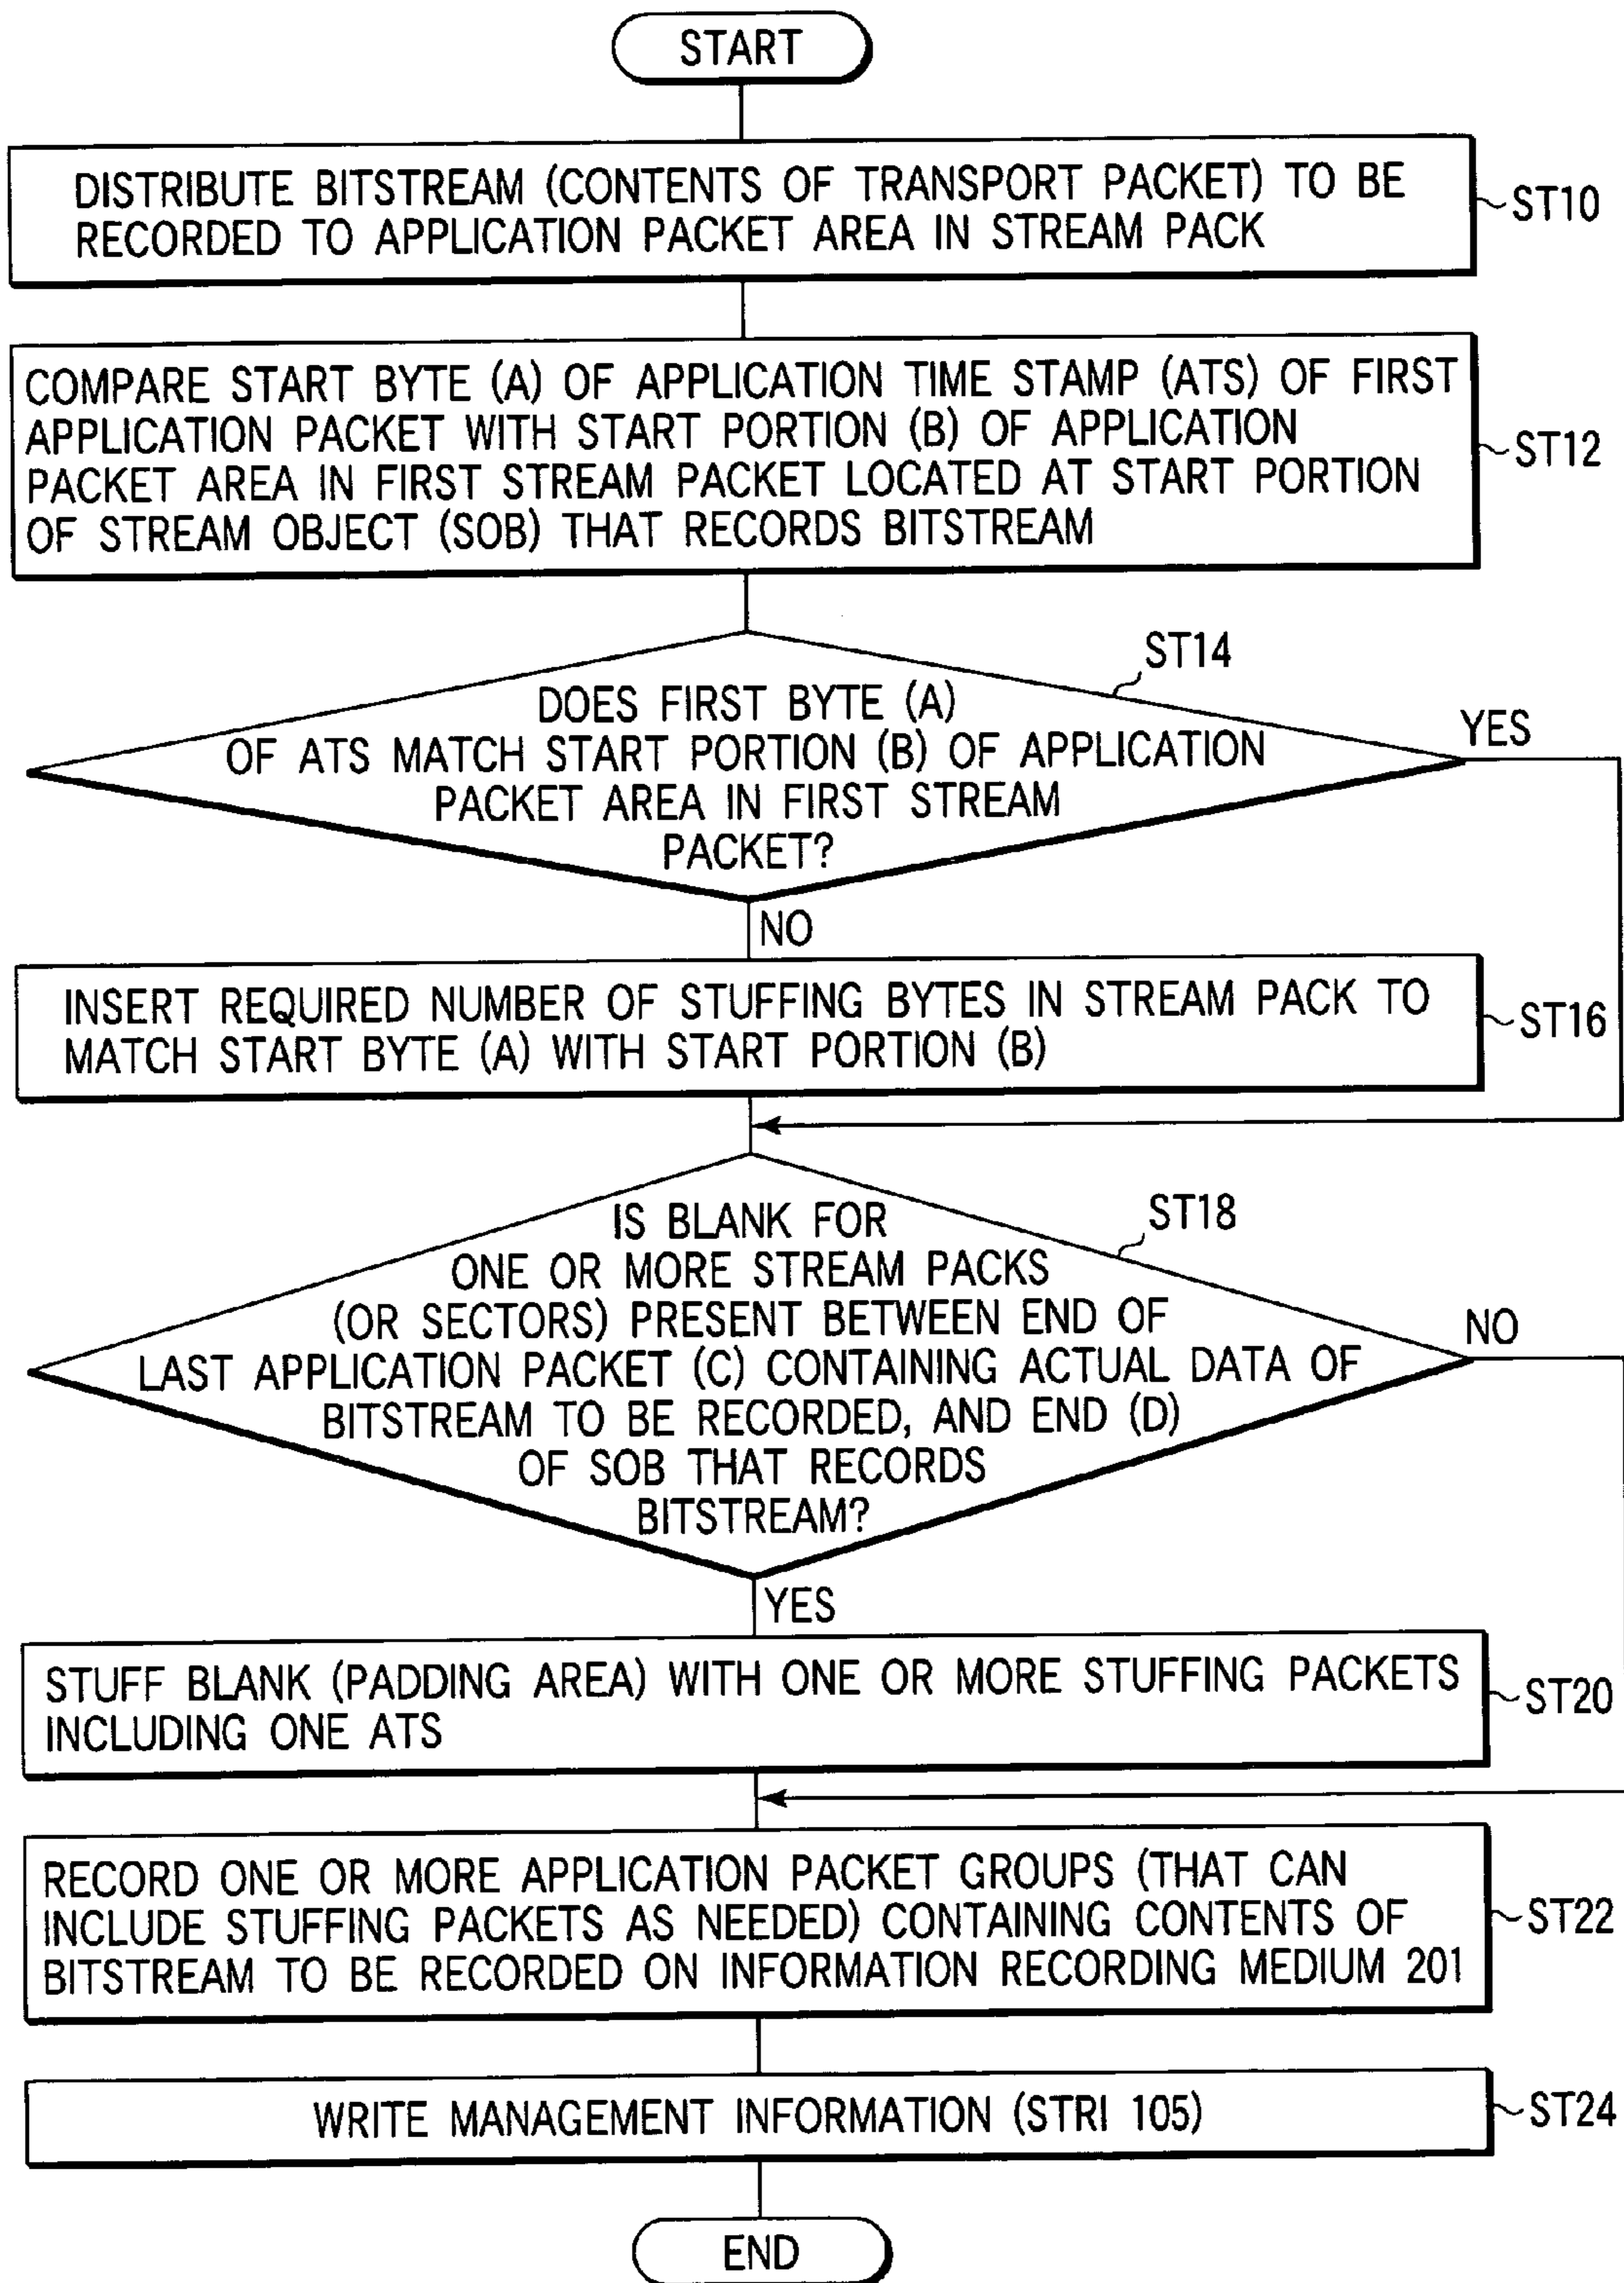 START
DISTRIBUTE BITSTREAM (CONTENTS OF TRANSPORT PACKET) TO BE
RECORDED TO APPLICATION PACKET AREA IN STREAM PACK
ST10
COMPARE START BYTE (A) OF APPLICATION TIME STAMP (ATS) OF FIRST
APPLICATION PACKET WITH START PORTION (B) OF APPLICATION
PACKET AREA IN FIRST STREAM PACKET LOCATED AT START PORTION
OF STREAM OBJECT (SOB) THAT RECORDS BITSTREAM
ST12
ST14
DOES FIRST BYTE (A)
OF ATS MATCH START PORTION (B) OF APPLICATION
PACKET AREA IN FIRST STREAM
PACKET?
YES
NO
INSERT REQUIRED NUMBER OF STUFFING BYTES IN STREAM PACK TO
MATCH START BYTE (A) WITH START PORTION (B)
ST16
ST18
IS BLANK FOR
ONE OR MORE STREAM PACKS
(OR SECTORS) PRESENT BETWEEN END OF
LAST APPLICATION PACKET (C) CONTAINING ACTUAL DATA OF
BITSTREAM TO BE RECORDED, AND END (D)
OF SOB THAT RECORDS
BITSTREAM?
NO
YES
STUFF BLANK (PADDING AREA) WITH ONE OR MORE STUFFING PACKETS
INCLUDING ONE ATS
ST20
RECORD ONE OR MORE APPLICATION PACKET GROUPS (THAT CAN
INCLUDE STUFFING PACKETS AS NEEDED) CONTAINING CONTENTS OF
BITSTREAM TO BE RECORDED ON INFORMATION RECORDING MEDIUM 201
ST22
WRITE MANAGEMENT INFORMATION (STRI 105)
ST24
END